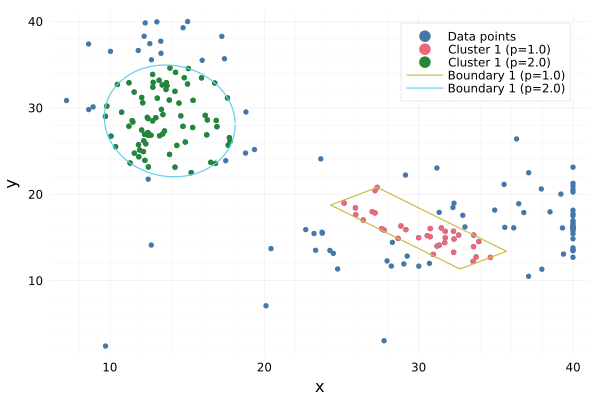 40
30
20
10
y
10
20
30
40
x
Data points
Cluster 1 (p=1.0)
Cluster 1 (p=2.0)
Boundary 1 (p=1.0)
Boundary 1 (p=2.0)